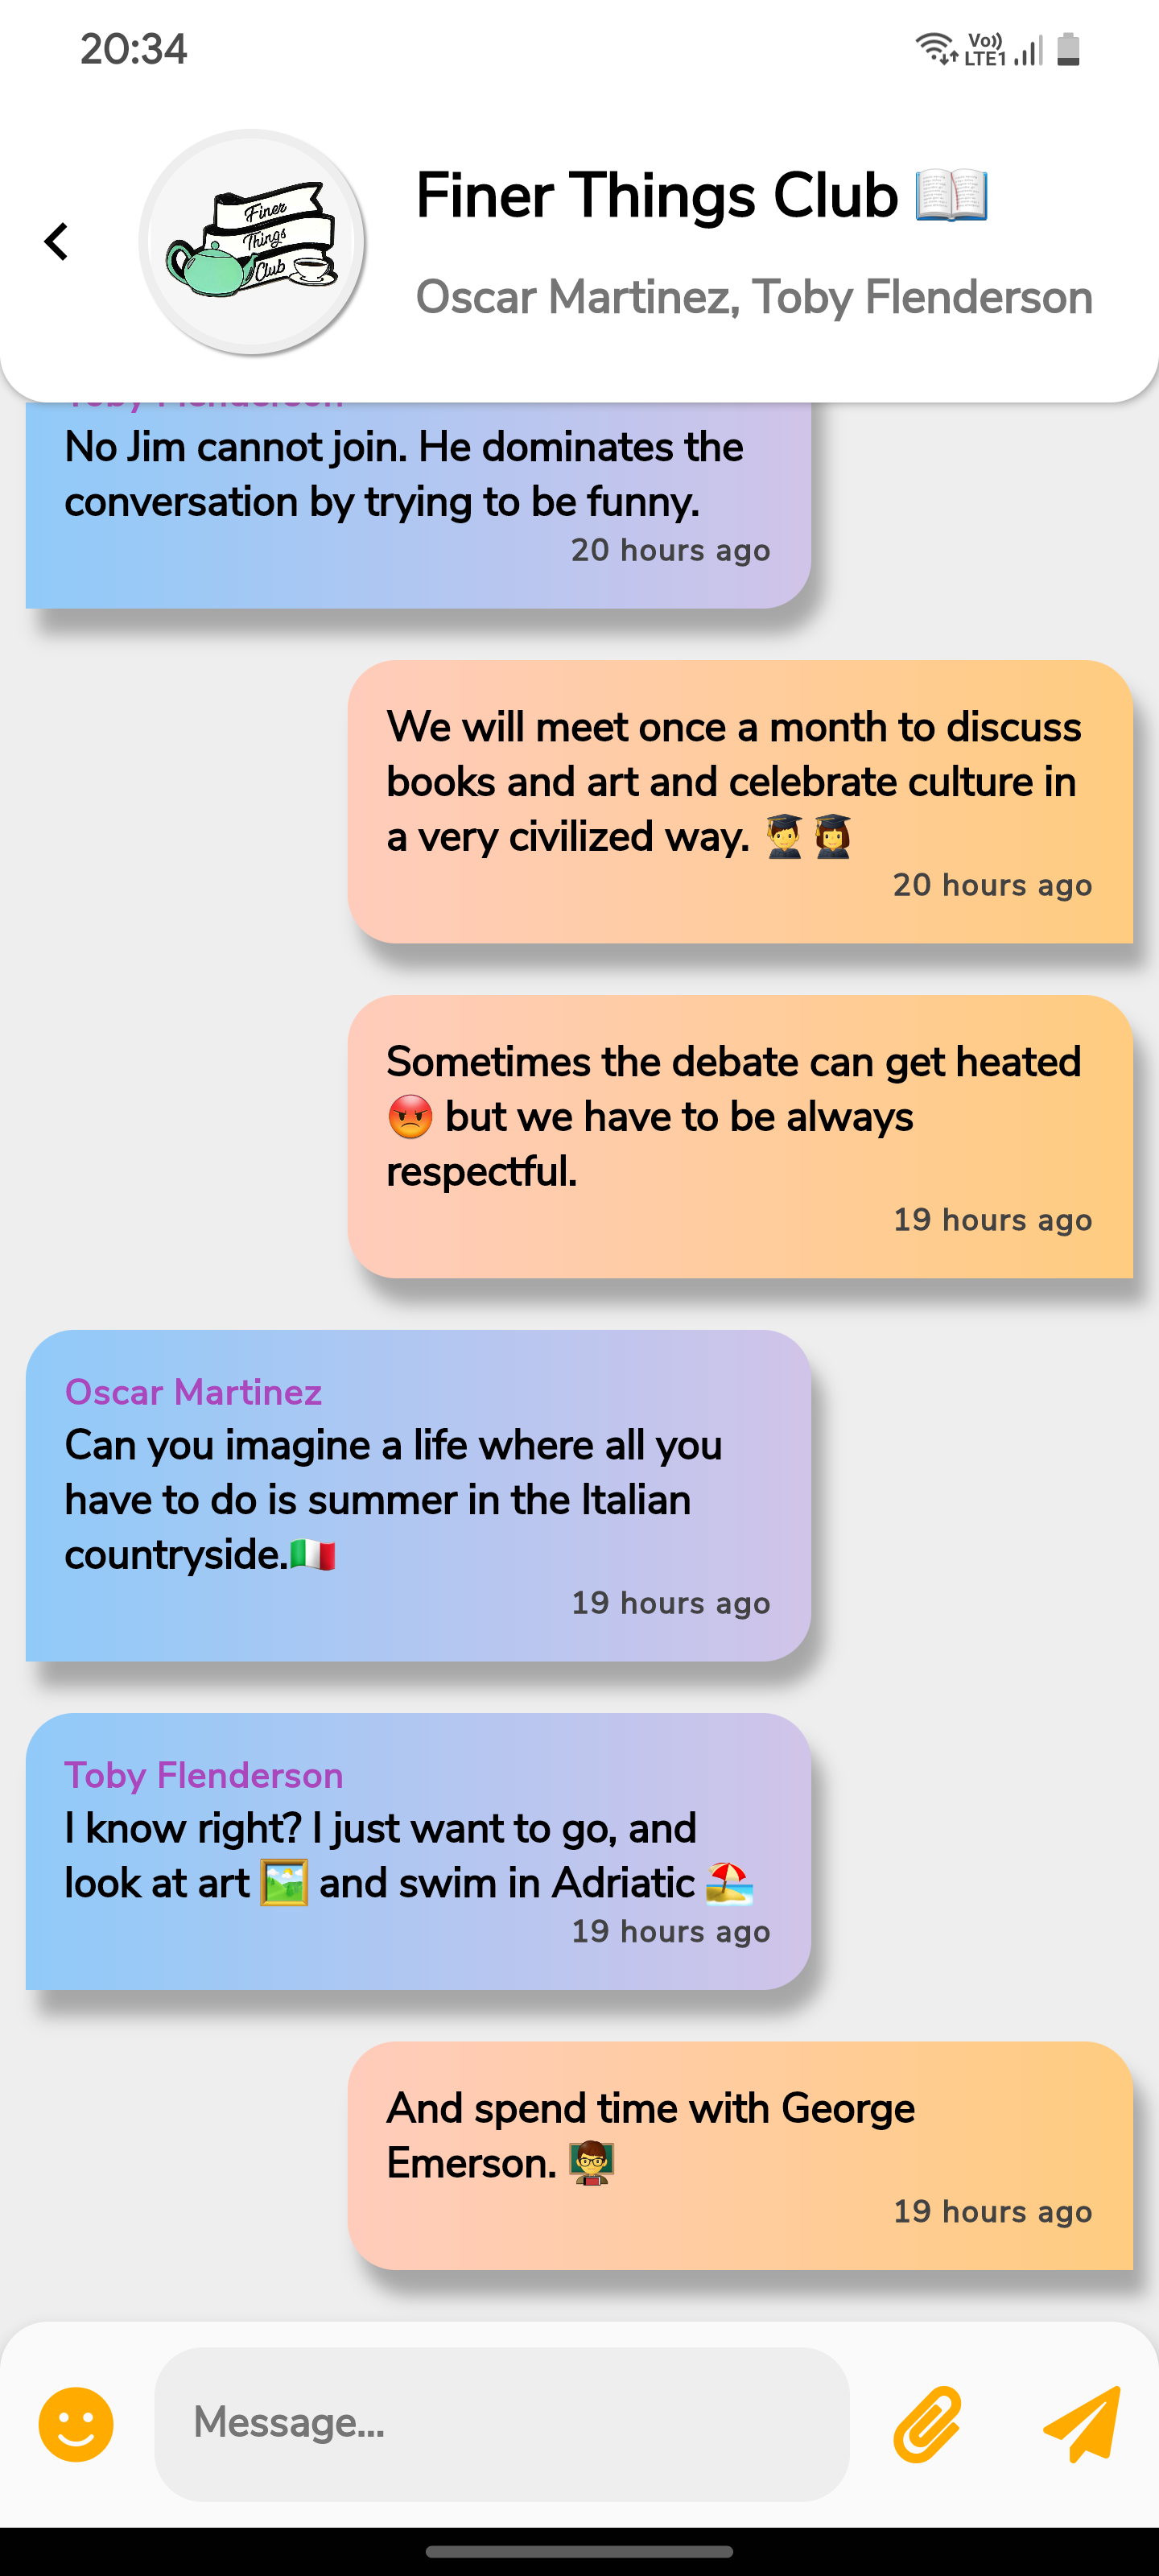 20:34
Vo))
LTE1
Finer
Things
Club
Finer Things Club 📖
Oscar Martinez, Toby Flenderson
Toby Flenderson
No Jim cannot join. He dominates the
conversation by trying to be funny.
20 hours ago
We will meet once a month to discuss
books and art and celebrate culture in
a very civilized way. 👨‍🎓👩‍🎓
20 hours ago
Sometimes the debate can get heated
😡 but we have to be always
respectful.
19 hours ago
Oscar Martinez
Can you imagine a life where all you
have to do is summer in the Italian
countryside.🇮🇹
19 hours ago
Toby Flenderson
I know right? I just want to go, and
look at art 🖼️ and swim in Adriatic 🏖️
19 hours ago
And spend time with George
Emerson. 👨‍🏫
19 hours ago
Message...